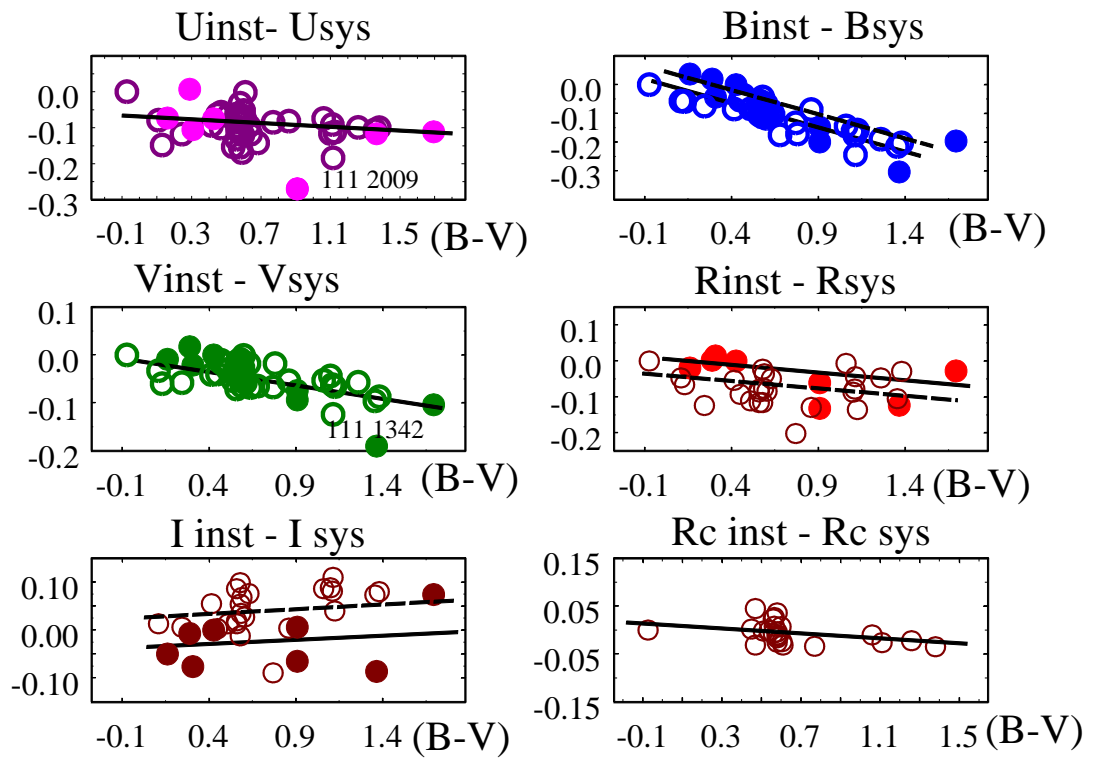 Uinst- Usys
Binst - Bsys
0.0
-0.1
-0.2
-0.3
111 2009
-0.1 0.3 0.7 1.1 1.5 (B-V)
0.0
-0.1
-0.2
-0.3
-0.1 0.4 0.9 1.4 (B-V)
Vinst - Vsys
Rinst - Rsys
0.1
0.0
-0.1
-0.2
111 1342
-0.1 0.4 0.9 1.4 (B-V)
0.1
0.0
-0.1
-0.2
-0.1 0.4 0.9 1.4 (B-V)
I inst - I sys
Rc inst - Rc sys
0.10
0.00
-0.10
-0.1 0.4 0.9 1.4 (B-V)
0.15
0.05
-0.05
-0.15
-0.1 0.3 0.7 1.1 1.5 (B-V)